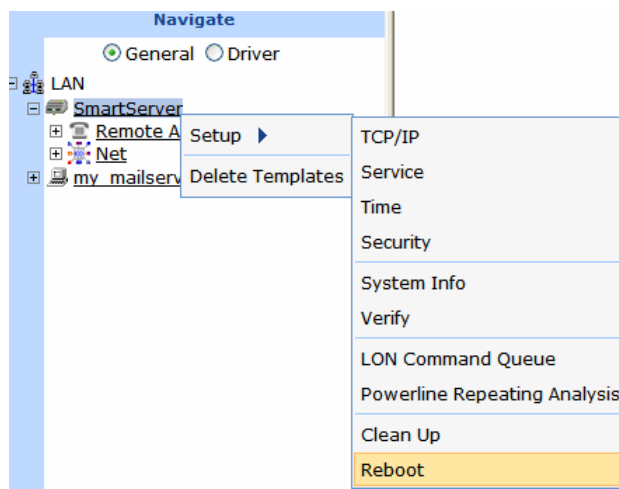 Navigate
General Driver
LAN
SmartServer
Remote A
Net
my_mailserv
Setup
Delete Templates
TCP/IP
Service
Time
Security
System Info
Verify
LON Command Queue
Powerline Repeating Analysis
Clean Up
Reboot